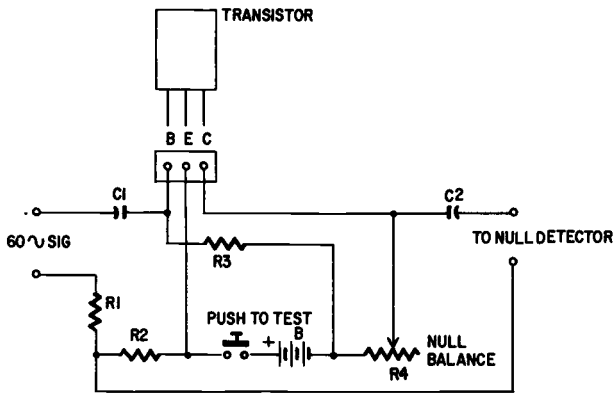 TRANSISTOR
B E C
C1
C2
60 ∿ SIG
TO NULL DETECTOR
R3
R1
PUSH TO TEST
R2
+ B
NULL
BALANCE
R4